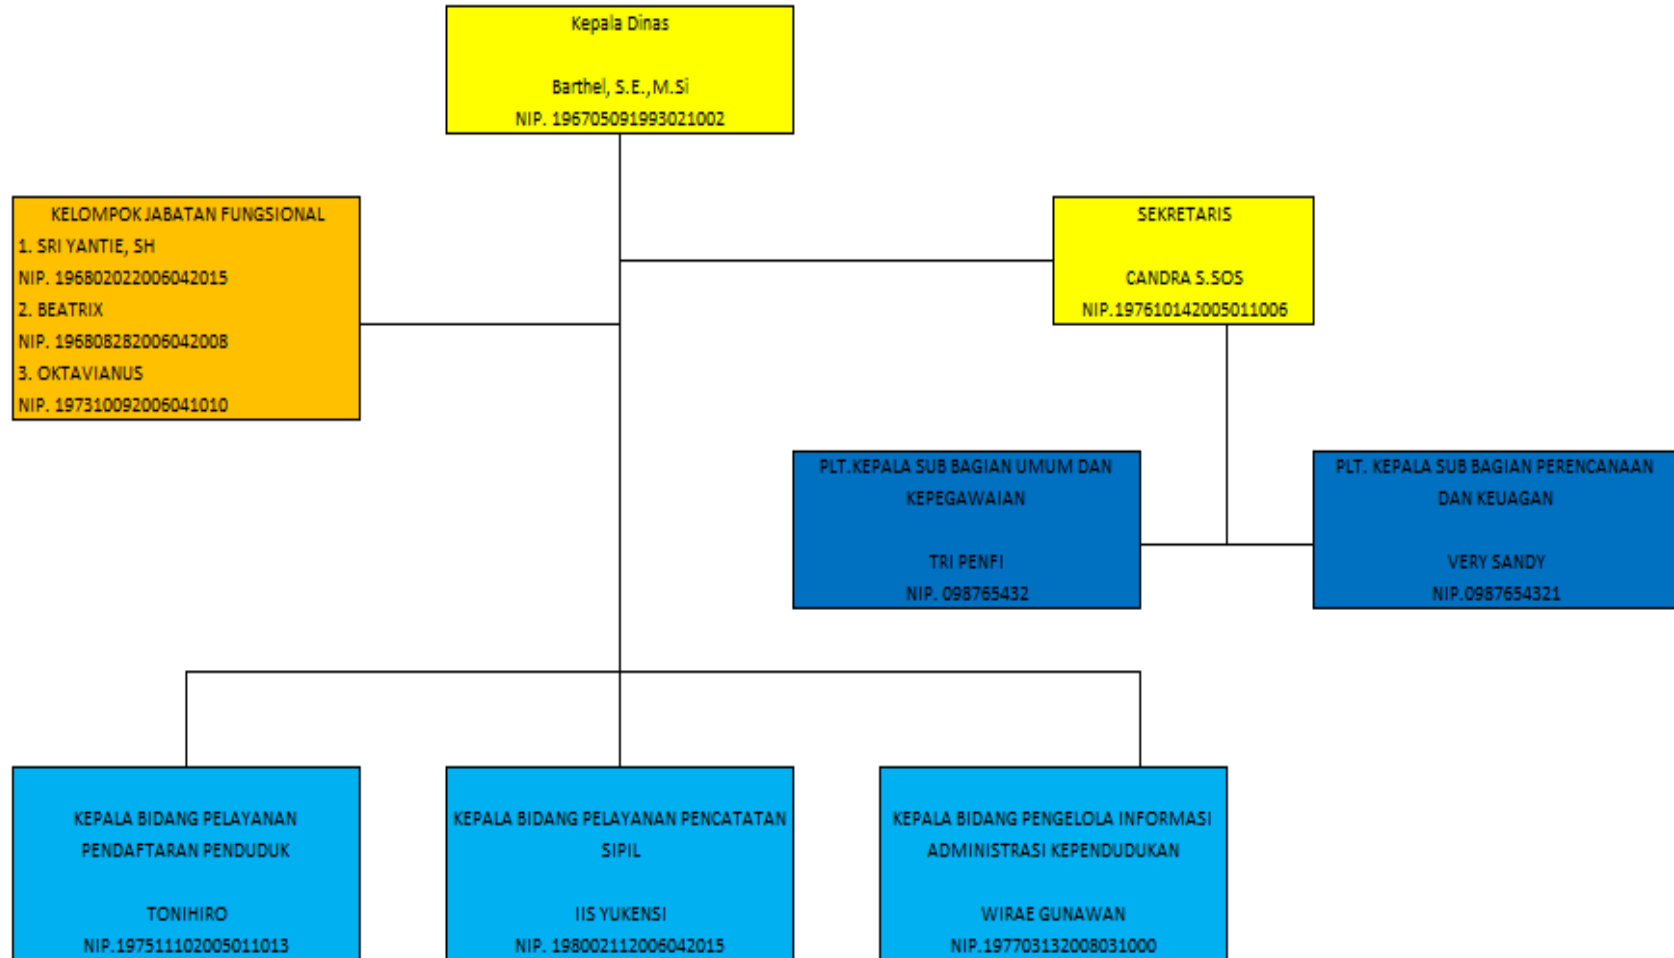 Kepala Dinas
Barthel, S.E.,M.Si
NIP. 196705091993021002
KELOMPOK JABATAN FUNGSIONAL
1. SRI YANTIE, SH
NIP. 196802022006042015
2. BEATRIX
NIP. 196808282006042008
3. OKTAVIANUS
NIP. 197310092006041010
SEKRETARIS
CANDRA S.SOS
NIP.197610142005011006
PLT.KEPALA SUB BAGIAN UMUM DAN
KEPEGAWAIAN
TRI PENFI
NIP. 098765432
PLT. KEPALA SUB BAGIAN PERENCANAAN
DAN KEUAGAN
VERY SANDY
NIP.0987654321
KEPALA BIDANG PELAYANAN
PENDAFTARAN PENDUDUK
TONIHIRO
NIP.197511102005011013
KEPALA BIDANG PELAYANAN PENCATATAN
SIPIL
IIS YUKENSI
NIP. 198002112006042015
KEPALA BIDANG PENGELOLA INFORMASI
ADMINISTRASI KEPENDUDUKAN
WIRAE GUNAWAN
NIP.197703132008031000